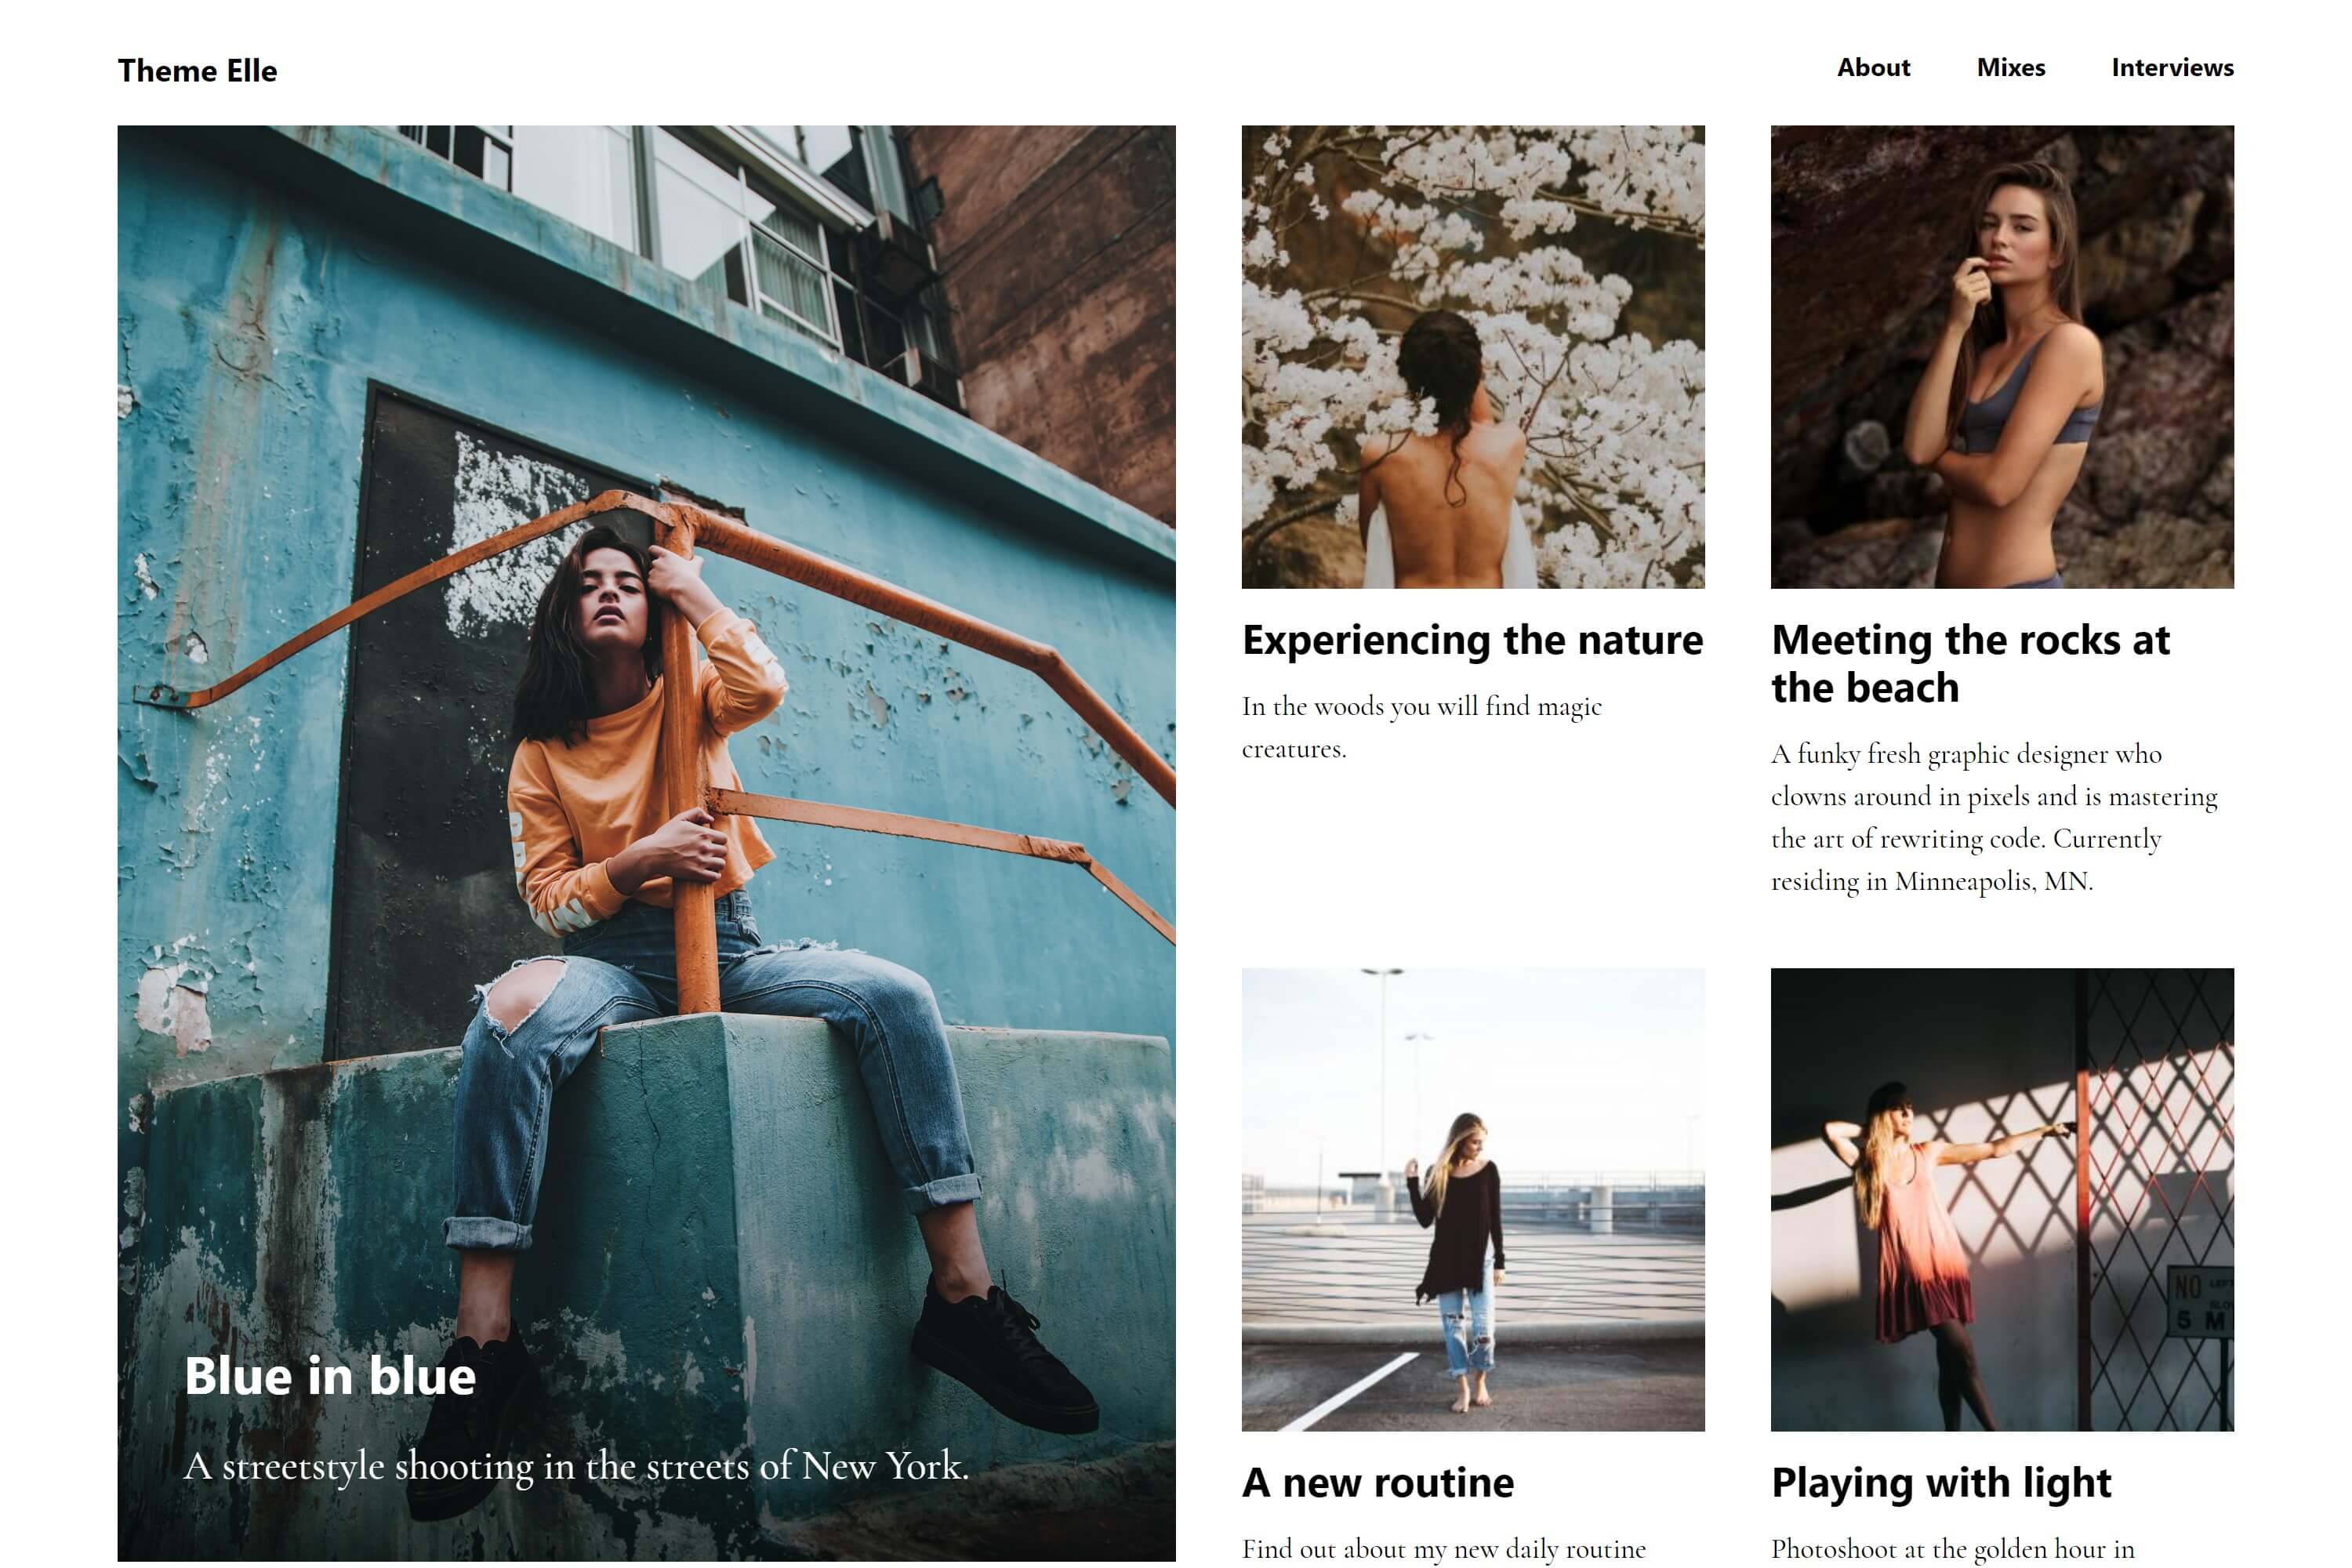 Theme Elle
About Mixes Interviews
Blue in blue
A streetstyle shooting in the streets of New York.
Experiencing the nature
In the woods you will find magic
creatures.
Meeting the rocks at
the beach
A funky fresh graphic designer who
clowns around in pixels and is mastering
the art of rewriting code. Currently
residing in Minneapolis, MN.
NO
5 M
A new routine
Find out about my new daily routine
Playing with light
Photoshoot at the golden hour in